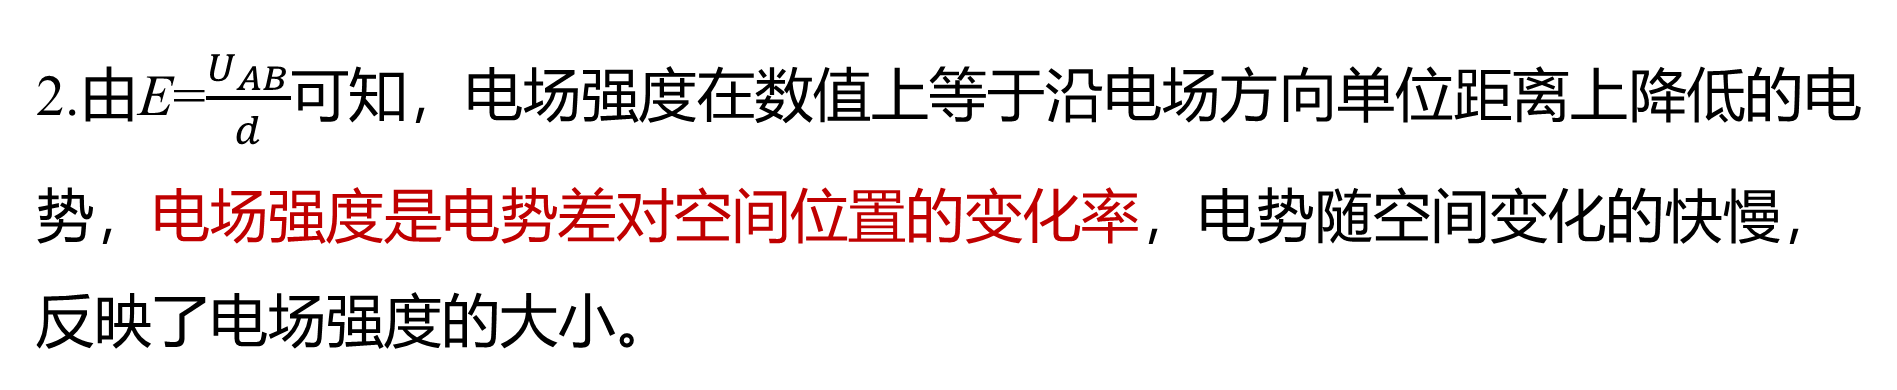 2.由E=\frac{U_{AB}}{d}可知，电场强度在数值上等于沿电场方向单位距离上降低的电
势，电场强度是电势差对空间位置的变化率，电势随空间变化的快慢，
反映了电场强度的大小。